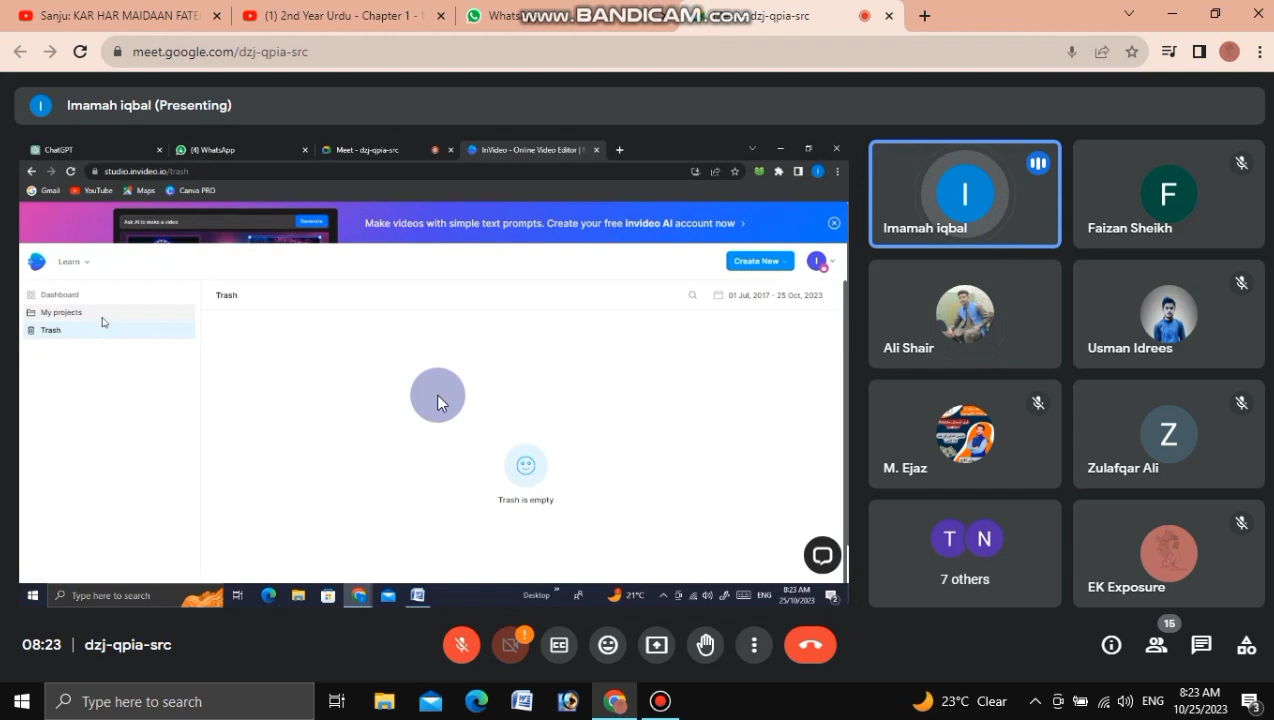 Sanju: KAR HAR MAIDAAN FATE
(1) 2nd Year Urdu - Chapter 1 -
Whats
www.BANDICAM.com
dzj-qpia-src
meet.google.com/dzj-qpia-src
I
Imamah iqbal (Presenting)
ChatGPT
(4) WhatsApp
Meet - dzj-qpia-src
InVideo - Online Video Editor |
studio.invideo.io/trash
Gmail
YouTube
Maps
Canva PRO
Ask AI to make a video
Generate
Make videos with simple text prompts. Create your free invideo AI account now
Learn
Create New
I
Dashboard
My projects
Trash
Trash
01 Jul, 2017 - 25 Oct, 2023
Trash is empty
Type here to search
Desktop
21°C
ENG
8:23 AM
25/10/2023
2
I
Imamah iqbal
F
Faizan Sheikh
Ali Shair
Usman Idrees
M. Ejaz
Z
Zulafqar Ali
T
N
7 others
EK Exposure
08:23 | dzj-qpia-src
15
Type here to search
23°C Clear
ENG
8:23 AM
10/25/2023
3